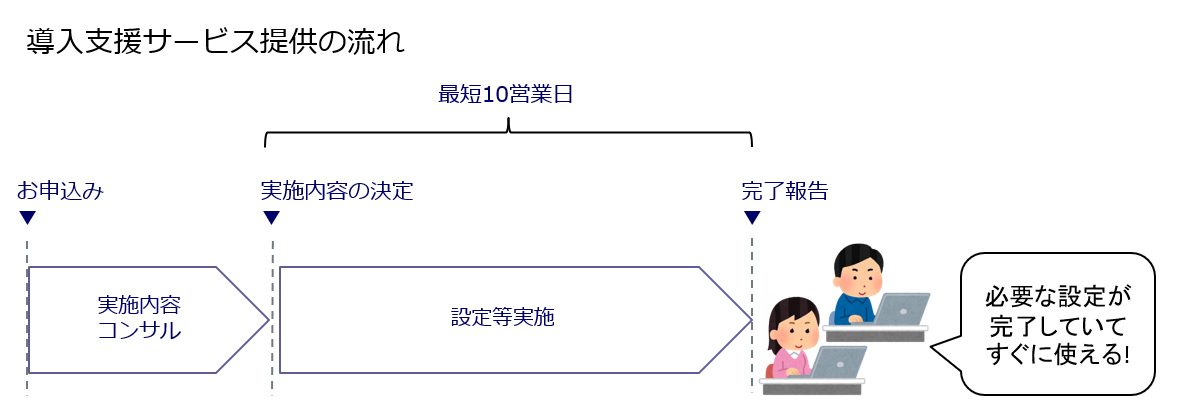 導入支援サービス提供の流れ
最短10営業日
お申込み
実施内容の決定
完了報告
実施内容
コンサル
設定等実施
必要な設定が
完了していて
すぐに使える!